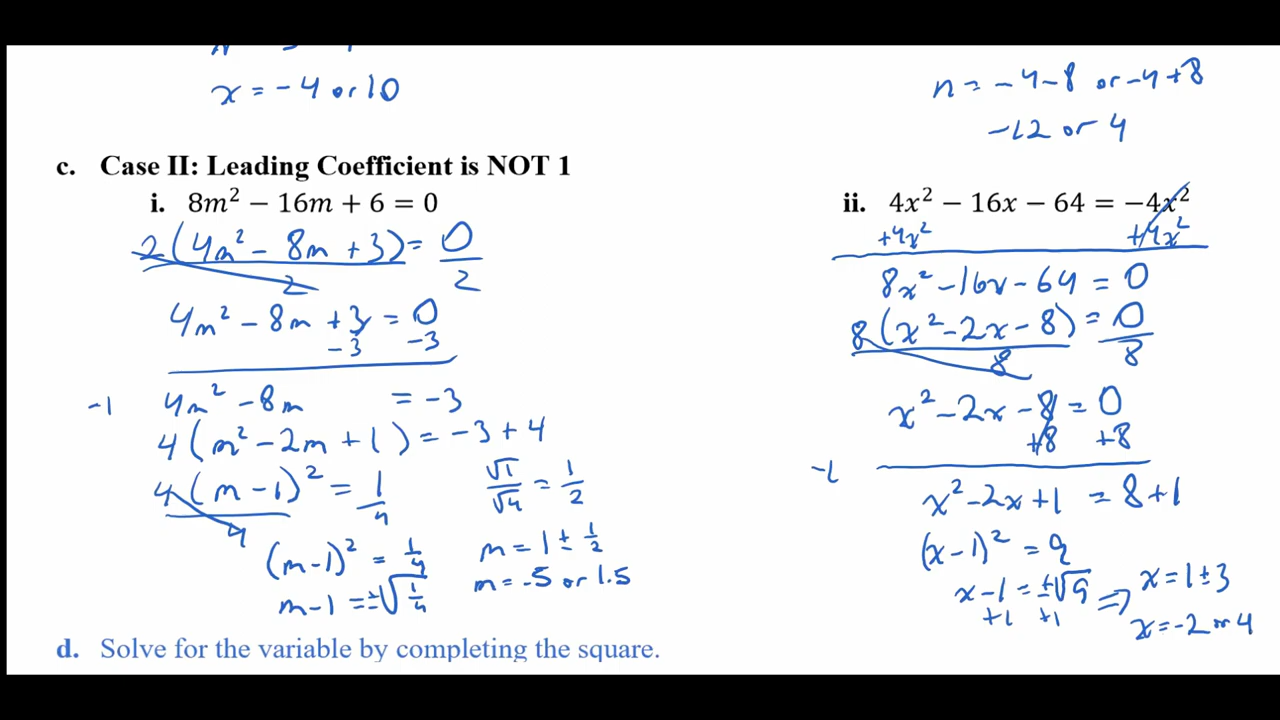 x = -4 or 10
n = -4-8 or -4+8
-12 or 4
c. Case II: Leading Coefficient is NOT 1
i. 8m² − 16m + 6 = 0
2(4m² - 8m + 3) = 0
2 2
4m² - 8m + 3 = 0
-3 -3
-1 4m² - 8m = -3
4(m² - 2m + 1) = -3 + 4
4(m - 1)² = 1
4 4
√1/√4 = 1/2
(m-1)² = 1/4
m = 1 ± 1/2
m - 1 = ±√1/4
m = .5 or 1.5
ii. 4x² − 16x − 64 = −4x²
+4x² +4x²
8x² - 16x - 64 = 0
8(x² - 2x - 8) = 0
8 8
x² - 2x - 8 = 0
+8 +8
-1 x² - 2x + 1 = 8 + 1
(x - 1)² = 9
x - 1 = ±√9 ⇒ x = 1 ± 3
+1 +1
x = -2 or 4
d. Solve for the variable by completing the square.